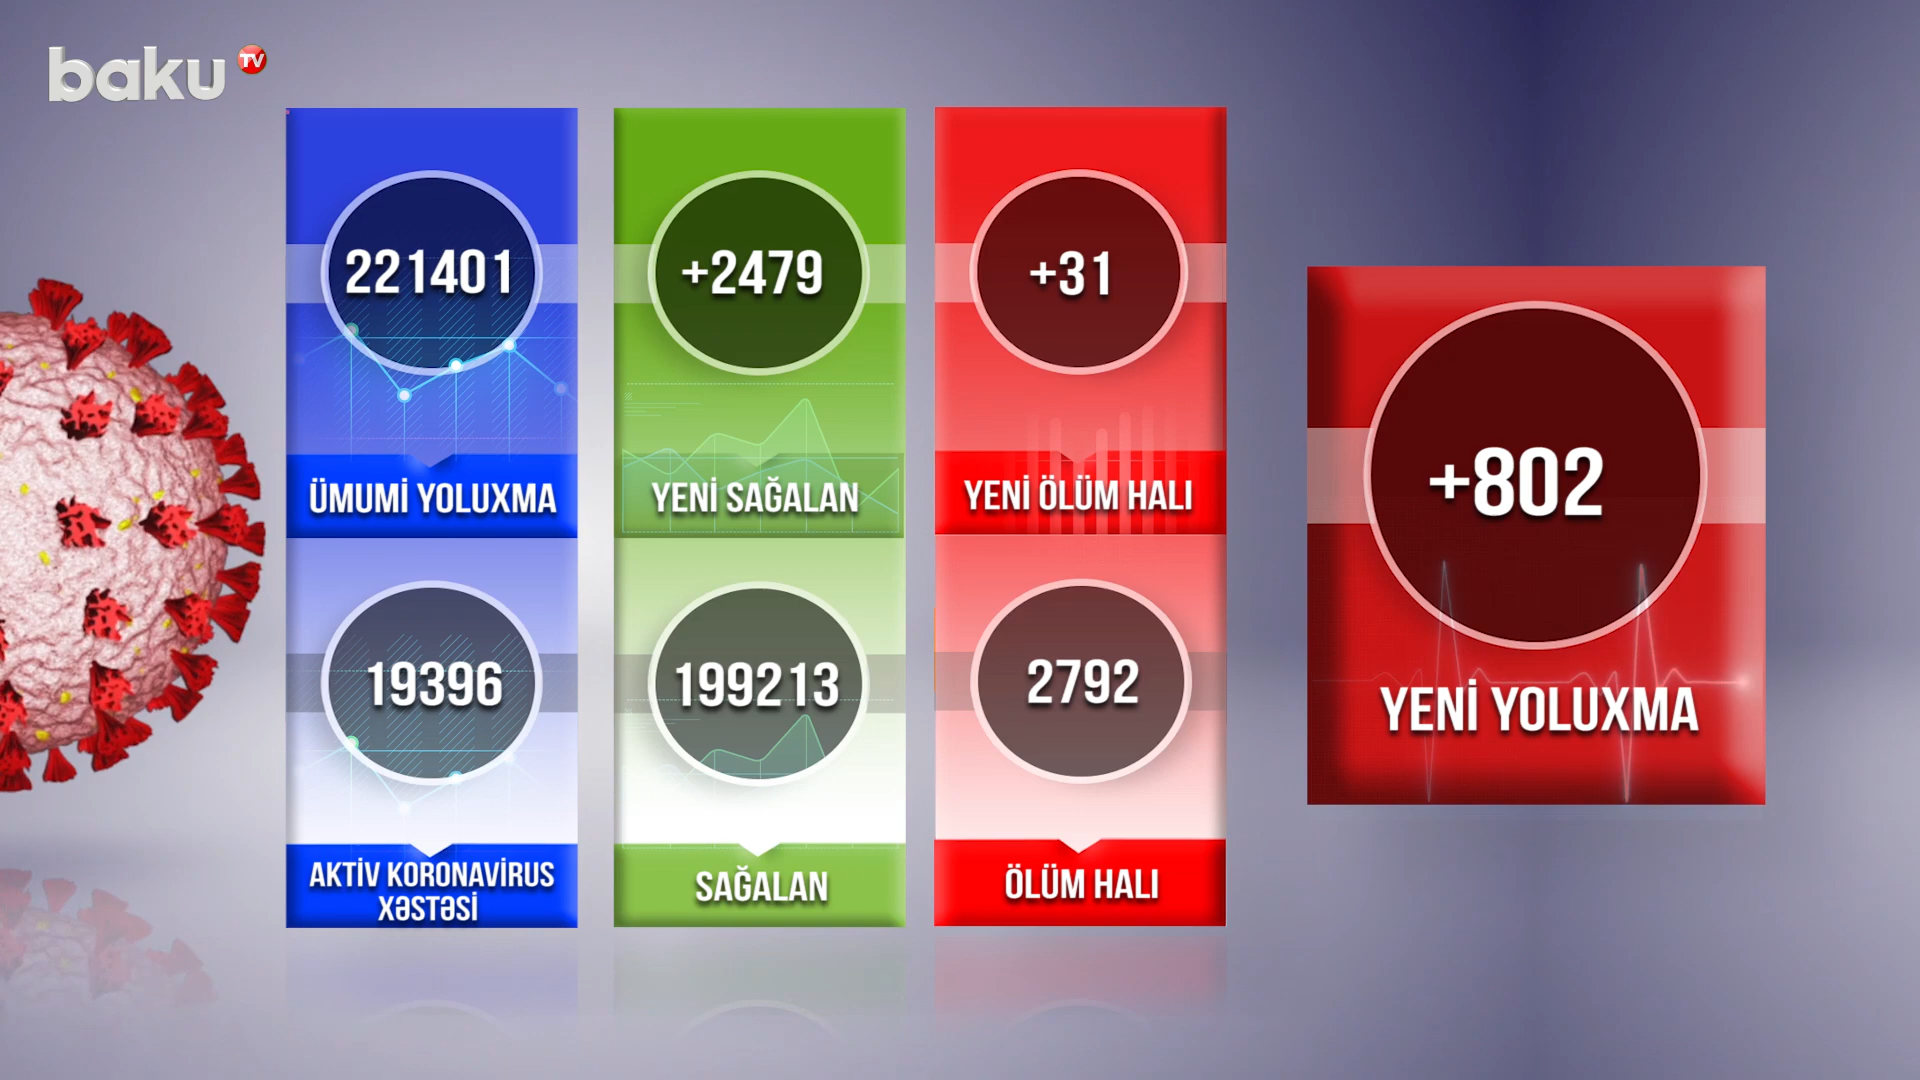 baku TV
221401
ÜMUMİ YOLUXMA
19396
AKTİV KORONAVİRUS
XƏSTƏSİ
+2479
YENİ SAĞALAN
199213
SAĞALAN
+31
YENİ ÖLÜM HALI
2792
ÖLÜM HALI
+802
YENİ YOLUXMA